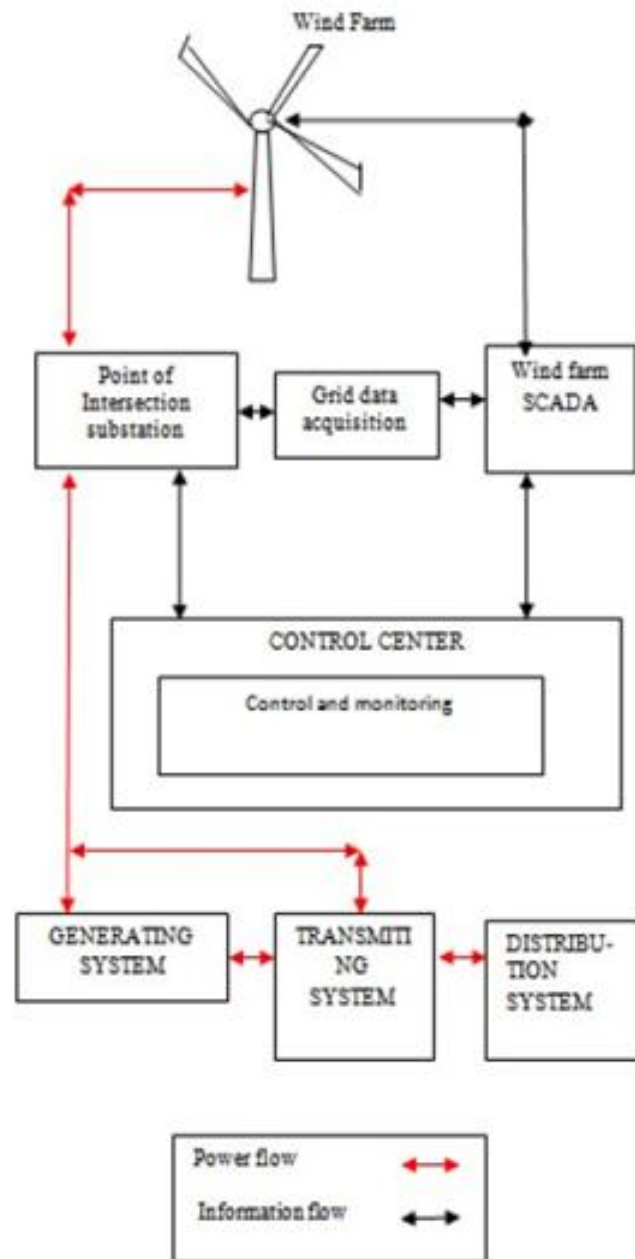 Wind Farm
Point of
Intersection
substation
Grid data
acquisition
Wind farm
SCADA
CONTROL CENTER
Control and monitoring
GENERATING
SYSTEM
TRANSMITI
NG
SYSTEM
DISTRIBU-
TION
SYSTEM
Power flow
Information flow